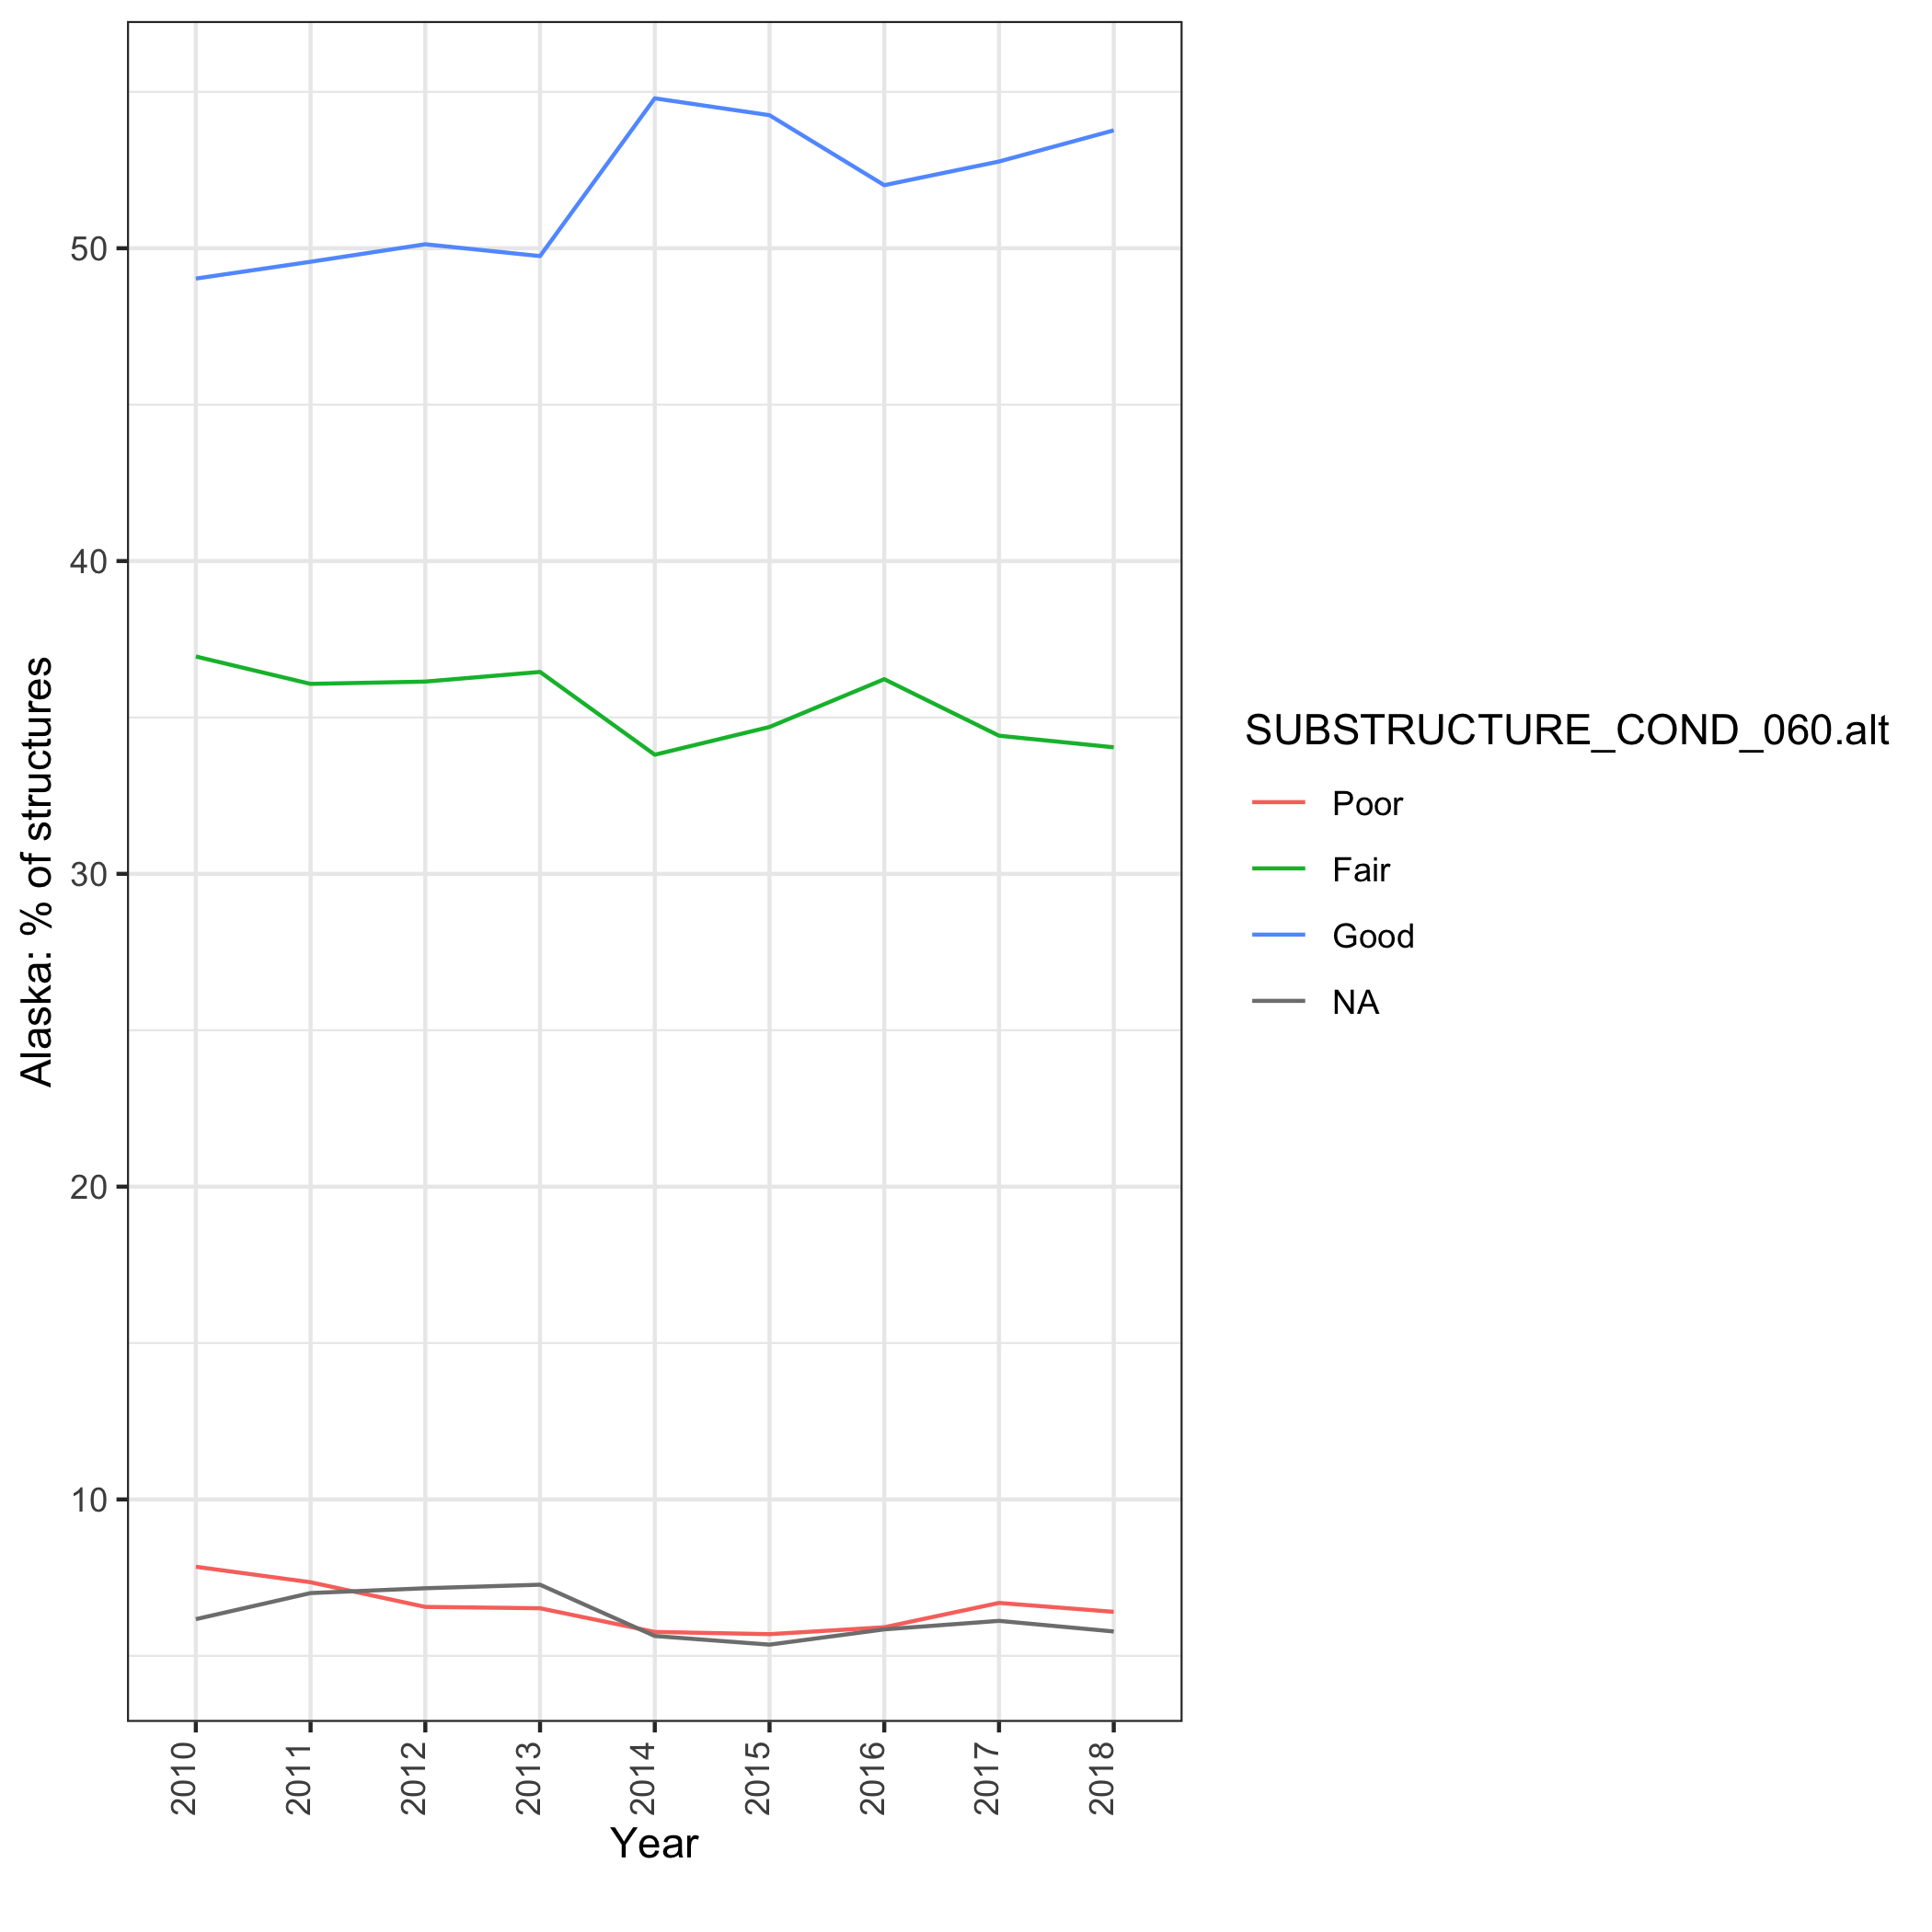 Alaska: % of structures
50
40
30
20
10
2010
2011
2012
2013
2014
2015
2016
2017
2018
Year
SUBSTRUCTURE_COND_060.alt
Poor
Fair
Good
NA